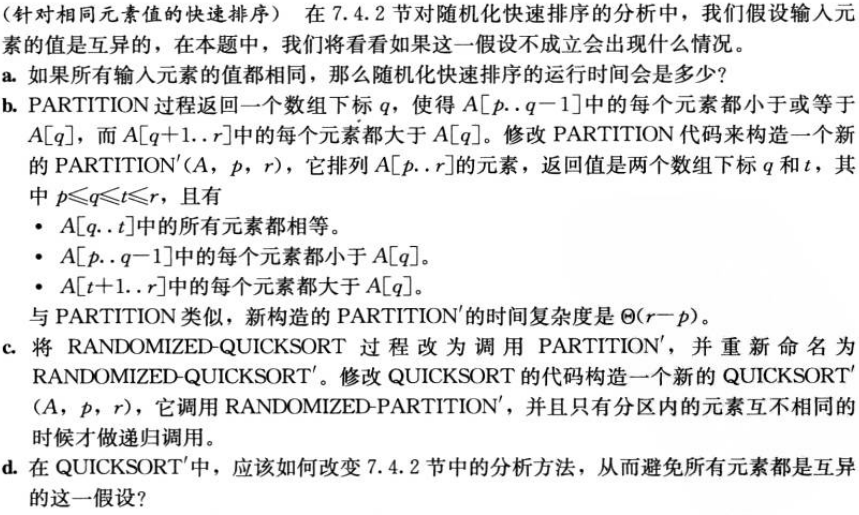 (针对相同元素值的快速排序) 在 7.4.2 节对随机化快速排序的分析中，我们假设输入元
素的值是互异的，在本题中，我们将看看如果这一假设不成立会出现什么情况。
a. 如果所有输入元素的值都相同，那么随机化快速排序的运行时间会是多少?
b. PARTITION 过程返回一个数组下标 q，使得 A[p..q-1]中的每个元素都小于或等于
A[q]，而 A[q+1..r]中的每个元素都大于 A[q]。修改 PARTITION 代码来构造一个新
的 PARTITION′(A, p, r)，它排列 A[p..r]的元素，返回值是两个数组下标 q 和 t，其
中 p≤q≤t≤r，且有
• A[q..t]中的所有元素都相等。
• A[p..q-1]中的每个元素都小于 A[q]。
• A[t+1..r]中的每个元素都大于 A[q]。
与 PARTITION 类似，新构造的 PARTITION′的时间复杂度是 Θ(r-p)。
c. 将 RANDOMIZED-QUICKSORT 过程改为调用 PARTITION′，并重新命名为
RANDOMIZED-QUICKSORT′。修改 QUICKSORT 的代码构造一个新的 QUICKSORT′
(A, p, r)，它调用 RANDOMIZED-PARTITION′，并且只有分区内的元素互不相同的
时候才做递归调用。
d. 在 QUICKSORT′中，应该如何改变 7.4.2 节中的分析方法，从而避免所有元素都是互异
的这一假设?